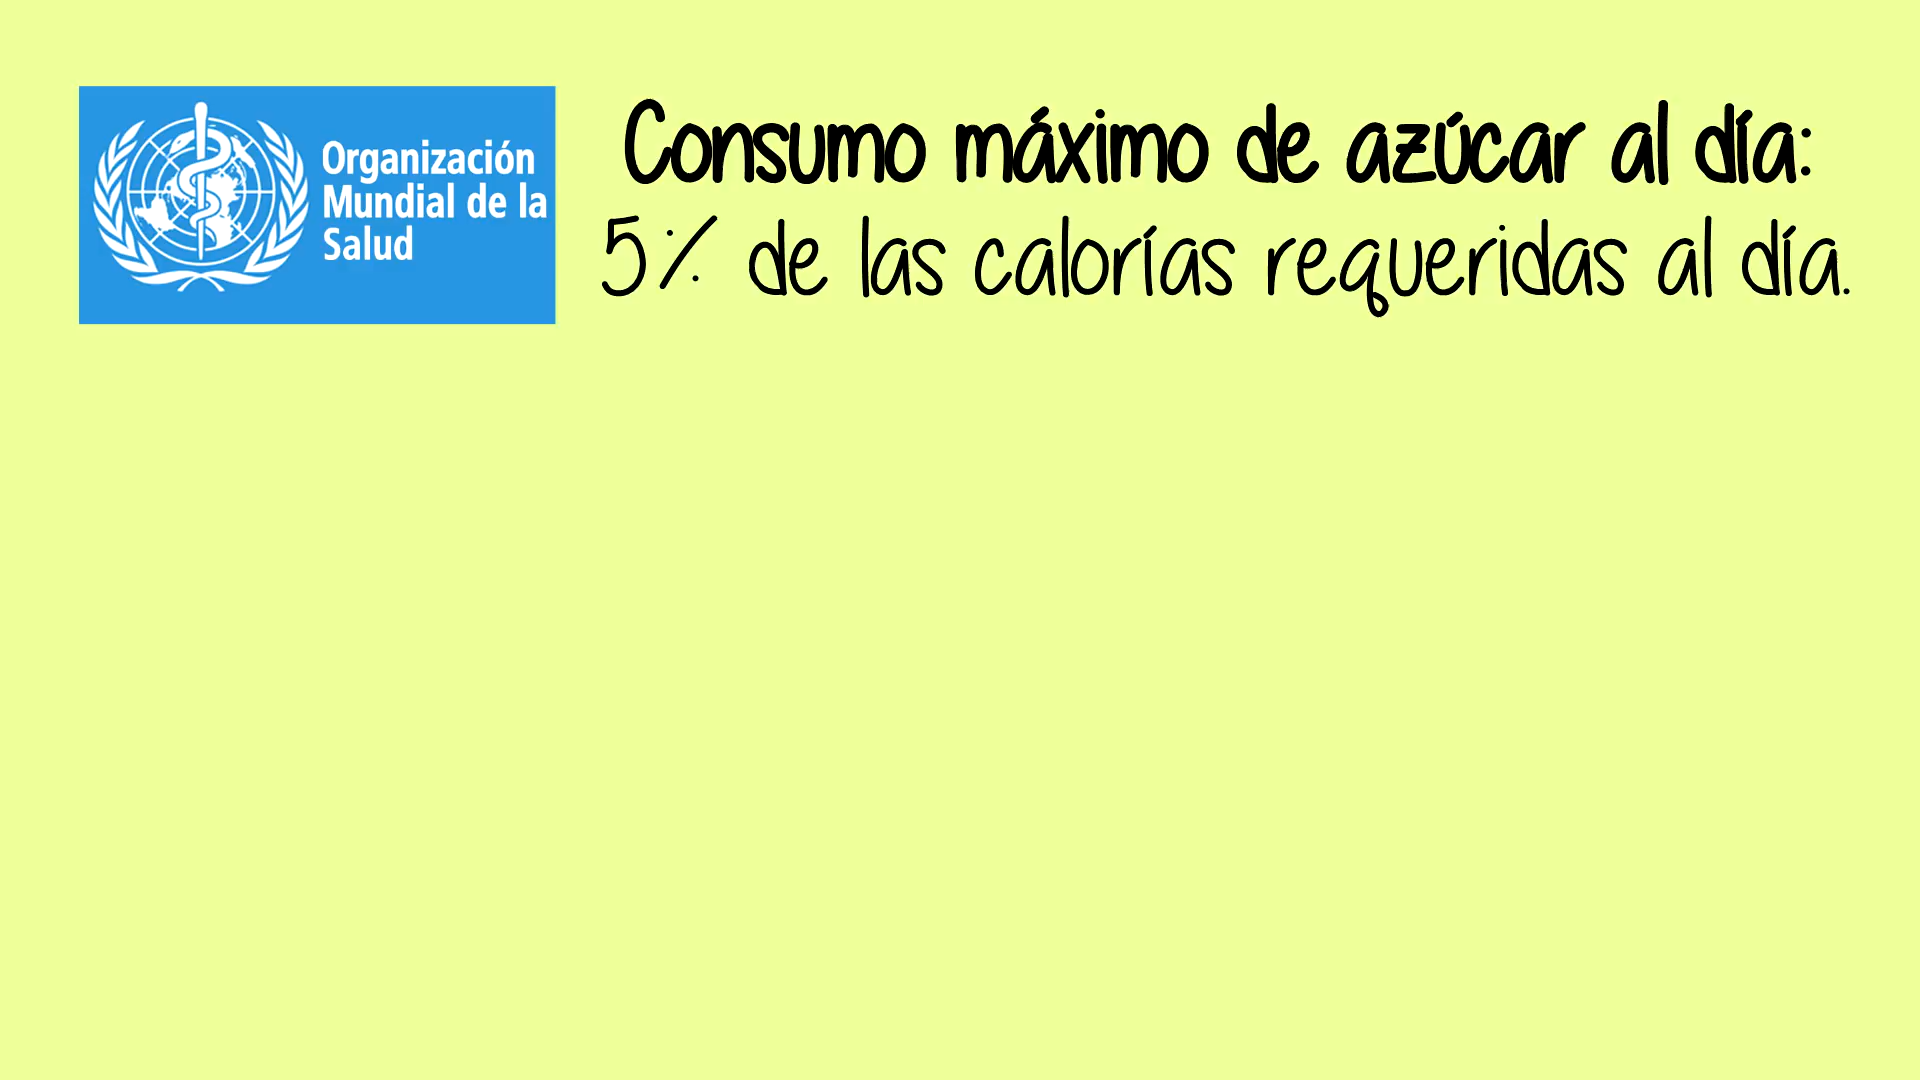 Organización
Mundial de la
Salud
Consumo máximo de azúcar al día:
5% de las calorías requeridas al día.